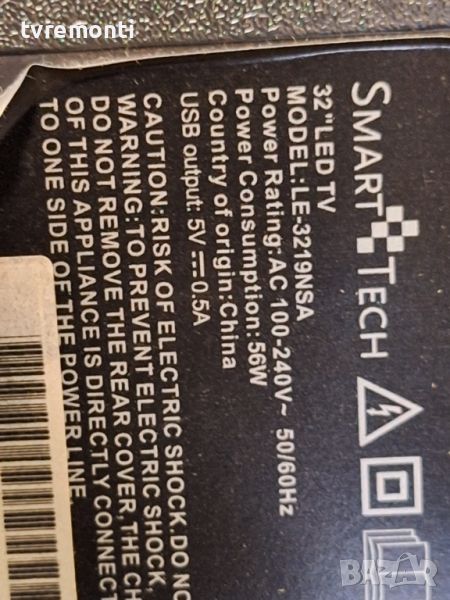 tvremonti
SMART TECH
32"LED TV
MODEL:LE-3219NSA
Power Rating:AC 100-240V~ 50/60Hz
Power Consumption:56W
Country of origin:China
USB output: 5V⎓0.5A
CAUTION:RISK OF ELECTRIC SHOCK.DO NO
WARNING:TO PREVENT ELECTRIC SHOCK,
DO NOT REMOVE THE REAR COVER, THE CH
OF THIS APPLIANCE IS DIRECTLY CONNECT
TO ONE SIDE OF THE POWER LINE
bazar